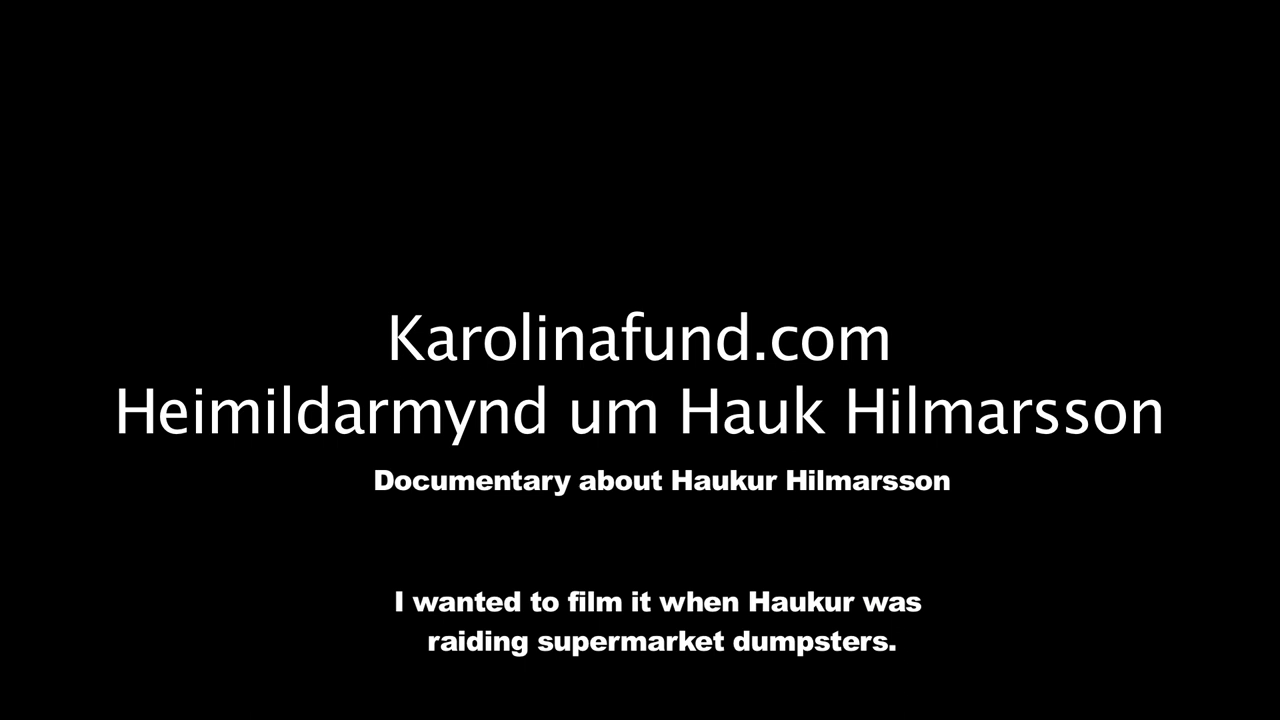 Karolinafund.com
Heimildarmynd um Hauk Hilmarsson
Documentary about Haukur Hilmarsson
I wanted to film it when Haukur was
raiding supermarket dumpsters.